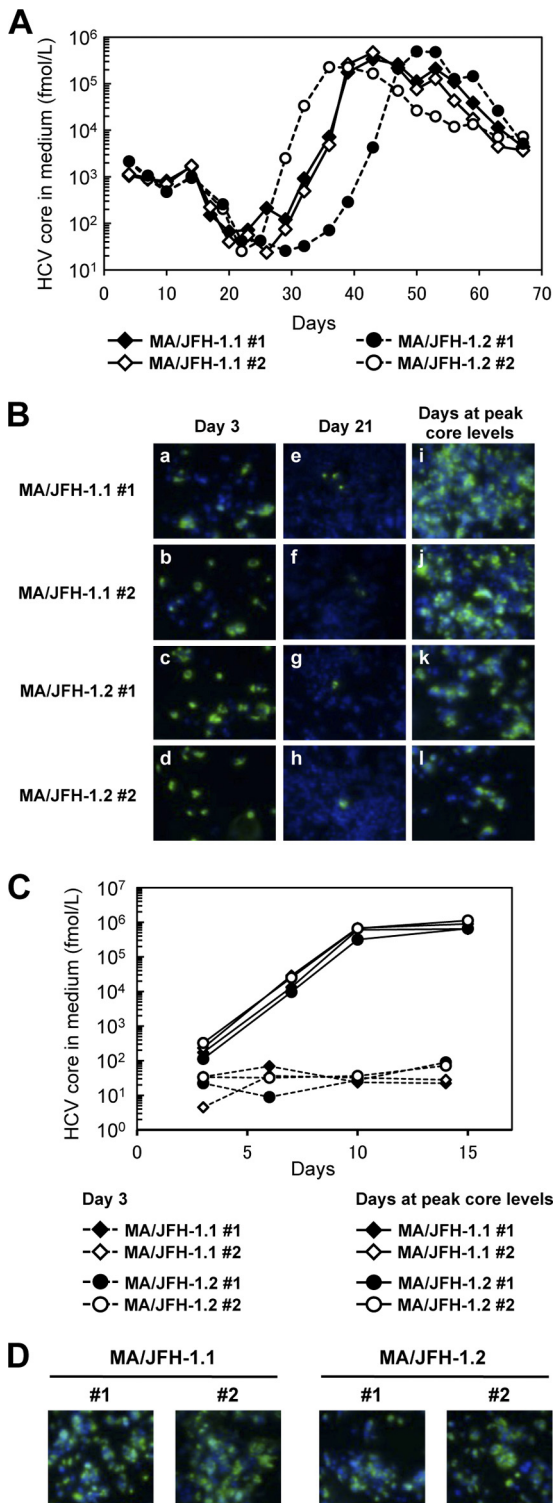 A
HCV core in medium (fmol/L)
10⁶
10⁵
10⁴
10³
10²
10¹
0 10 20 30 40 50 60 70
Days
MA/JFH-1.1 #1
MA/JFH-1.2 #1
MA/JFH-1.1 #2
MA/JFH-1.2 #2
B
Day 3
Day 21
Days at peak
core levels
MA/JFH-1.1 #1
a e i
MA/JFH-1.1 #2
b f j
MA/JFH-1.2 #1
c g k
MA/JFH-1.2 #2
d h l
C
HCV core in medium (fmol/L)
10⁷
10⁶
10⁵
10⁴
10³
10²
10¹
10⁰
0 5 10 15
Days
Day 3
Days at peak core levels
MA/JFH-1.1 #1
MA/JFH-1.1 #1
MA/JFH-1.1 #2
MA/JFH-1.1 #2
MA/JFH-1.2 #1
MA/JFH-1.2 #1
MA/JFH-1.2 #2
MA/JFH-1.2 #2
D
MA/JFH-1.1
MA/JFH-1.2
#1 #2 #1 #2